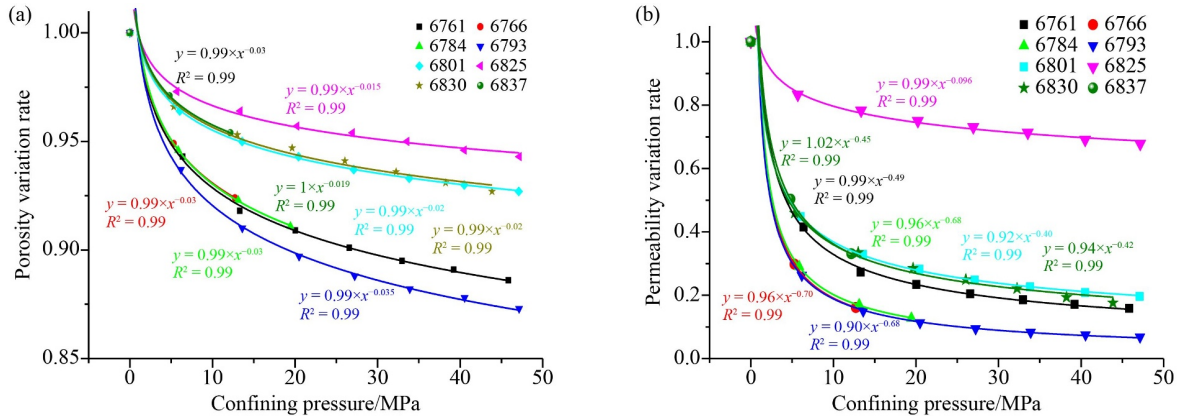 (a)
6761 6766
6784 6793
6801 6825
6830 6837
1.00
0.95
0.90
0.85
Porosity variation rate
y = 0.99×x^–0.03
R² = 0.99
y = 0.99×x^–0.015
R² = 0.99
y = 1×x^–0.019
R² = 0.99
y = 0.99×x^–0.03
R² = 0.99
y = 0.99×x^–0.02
R² = 0.99
y = 0.99×x^–0.02
R² = 0.99
y = 0.99×x^–0.03
R² = 0.99
y = 0.99×x^–0.035
R² = 0.99
0 10 20 30 40 50
Confining pressure/MPa
(b)
6761 6766
6784 6793
6801 6825
6830 6837
1.0
0.8
0.6
0.4
0.2
0.0
Permeability variation rate
y = 0.99×x^–0.096
R² = 0.99
y = 1.02×x^–0.45
R² = 0.99
y = 0.99×x^–0.49
R² = 0.99
y = 0.96×x^–0.68
R² = 0.99
y = 0.92×x^–0.40
R² = 0.99
y = 0.94×x^–0.42
R² = 0.99
y = 0.96×x^–0.70
R² = 0.99
y = 0.90×x^–0.68
R² = 0.99
0 10 20 30 40 50
Confining pressure/MPa